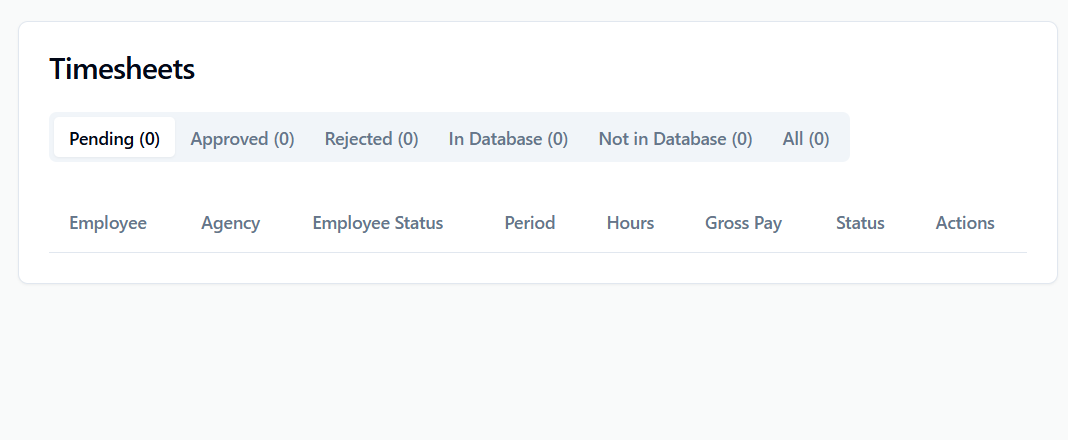 Timesheets
Pending (0) Approved (0) Rejected (0) In Database (0) Not in Database (0) All (0)
Employee Agency Employee Status Period Hours Gross Pay Status Actions